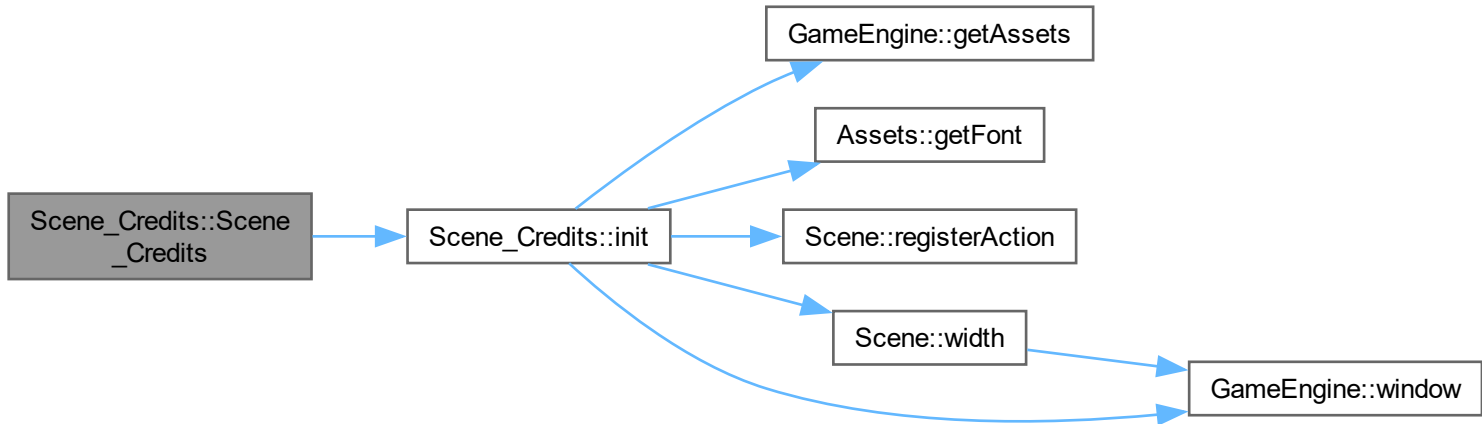 GameEngine::getAssets
Assets::getFont
Scene_Credits::Scene
_Credits
Scene_Credits::init
Scene::registerAction
Scene::width
GameEngine::window